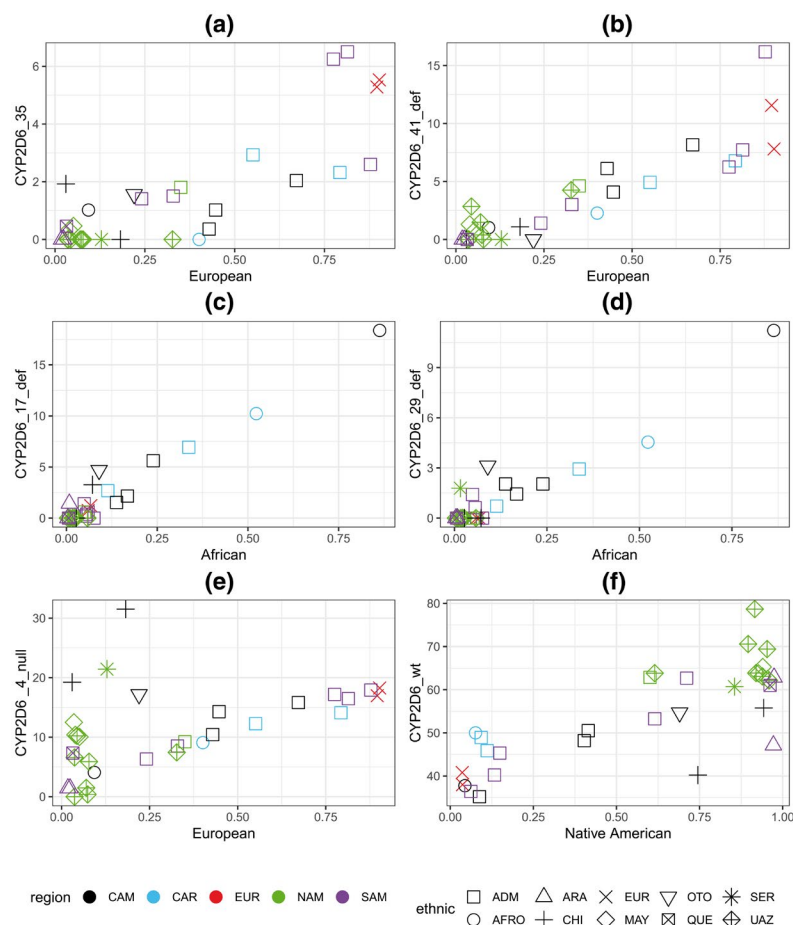 (a) (b)
CYP2D6_35
6
4
2
0
0.00 0.25 0.50 0.75
European
CYP2D6_41_def
15
10
5
0
0.00 0.25 0.50 0.75
European
(c) (d)
CYP2D6_17_def
15
10
5
0
0.00 0.25 0.50 0.75
African
CYP2D6_29_def
9
6
3
0
0.00 0.25 0.50 0.75
African
(e) (f)
CYP2D6_4_null
30
20
10
0
0.00 0.25 0.50 0.75
European
CYP2D6_wt
80
70
60
50
40
0.00 0.25 0.50 0.75 1.00
Native American
region CAM CAR EUR NAM SAM
ethnic
ADM ARA EUR OTO SER
AFRO CHI MAY QUE UAZ